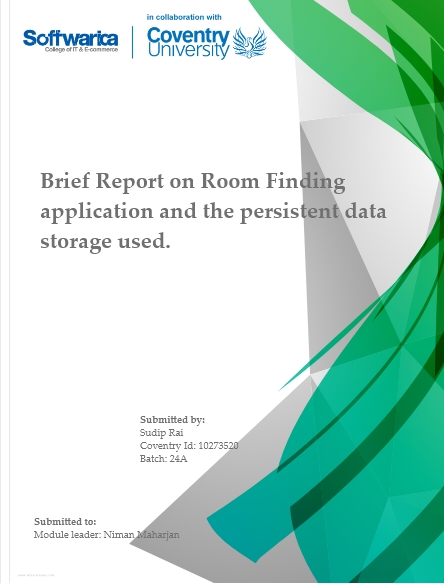 in collaboration with
Softwarica
College of IT & E-commerce
Coventry
University
Brief Report on Room Finding
application and the persistent data
storage used.
Submitted by:
Sudip Rai
Coventry Id: 10273520
Batch: 24A
Submitted to:
Module leader: Niman Maharjan